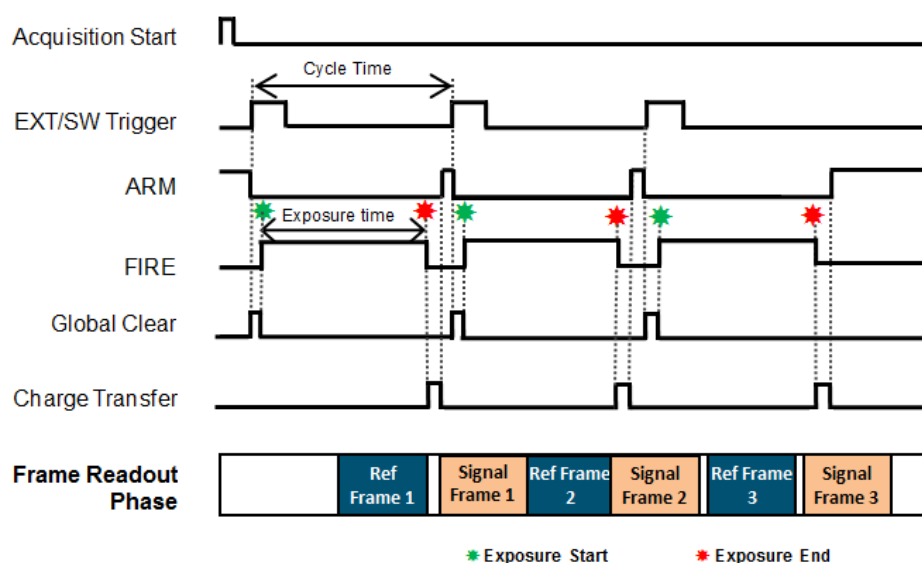 Acquisition Start
Cycle Time
EXT/SW Trigger
ARM
Exposure time
FIRE
Global Clear
Charge Transfer
Frame Readout
Phase
Ref
Frame 1
Signal
Frame 1
Ref Frame
2
Signal
Frame 2
Ref Frame
3
Signal
Frame 3
Exposure Start
Exposure End